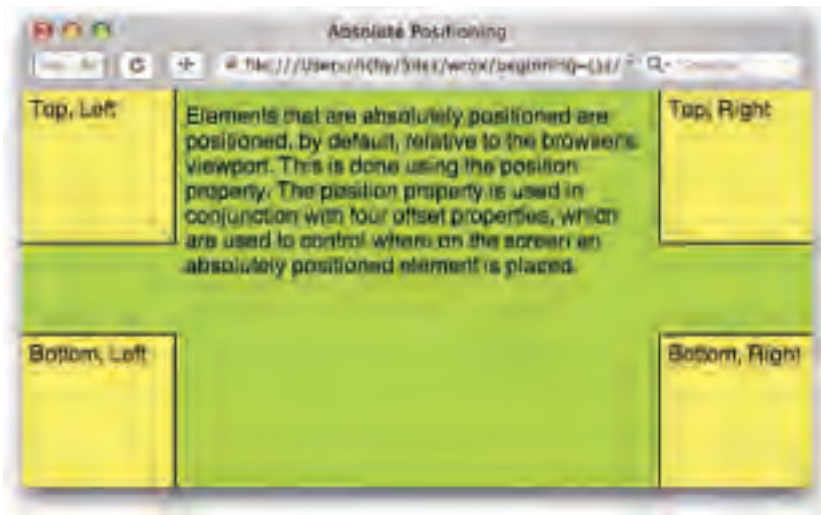 Absolute Positioning
Top, Left
Elements that are absolutely positioned are
positioned, by default, relative to the browser's
viewport. This is done using the position
property. The position property is used in
conjunction with four offset properties, which
are used to control where on the screen an
absolutely positioned element is placed.
Top, Right
Bottom, Left
Bottom, Right